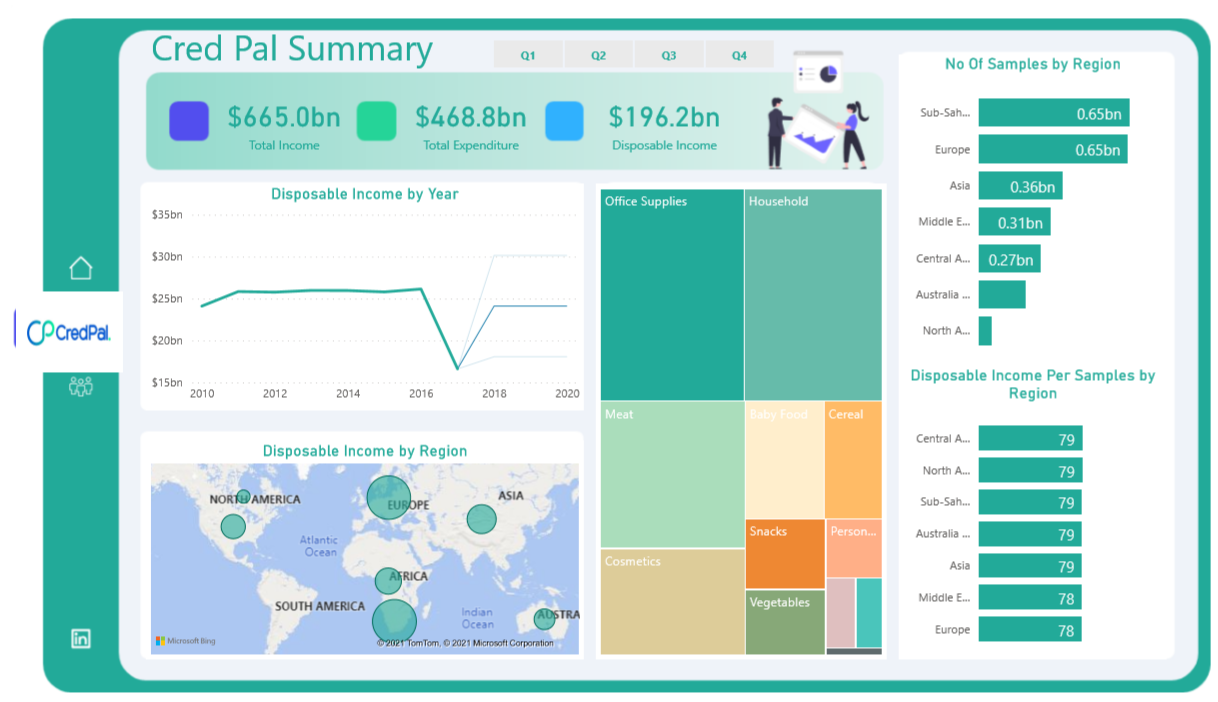 Cred Pal Summary
Q1
Q2
Q3
Q4
$665.0bn
Total Income
$468.8bn
Total Expenditure
$196.2bn
Disposable Income
CredPal.
in
Disposable Income by Year
$35bn
$30bn
$25bn
$20bn
$15bn
2010
2012
2014
2016
2018
2020
Disposable Income by Region
NORTH AMERICA
EUROPE
ASIA
Atlantic
Ocean
AFRICA
SOUTH AMERICA
Indian
Ocean
AUSTRA
Microsoft Bing
© 2021 TomTom, © 2021 Microsoft Corporation
Office Supplies
Household
Meat
Baby Food
Cereal
Cosmetics
Snacks
Person...
Vegetables
No Of Samples by Region
Sub-Sah... 0.65bn
Europe 0.65bn
Asia 0.36bn
Middle E... 0.31bn
Central A... 0.27bn
Australia ...
North A...
Disposable Income Per Samples by
Region
Central A... 79
North A... 79
Sub-Sah... 79
Australia ... 79
Asia 79
Middle E... 78
Europe 78